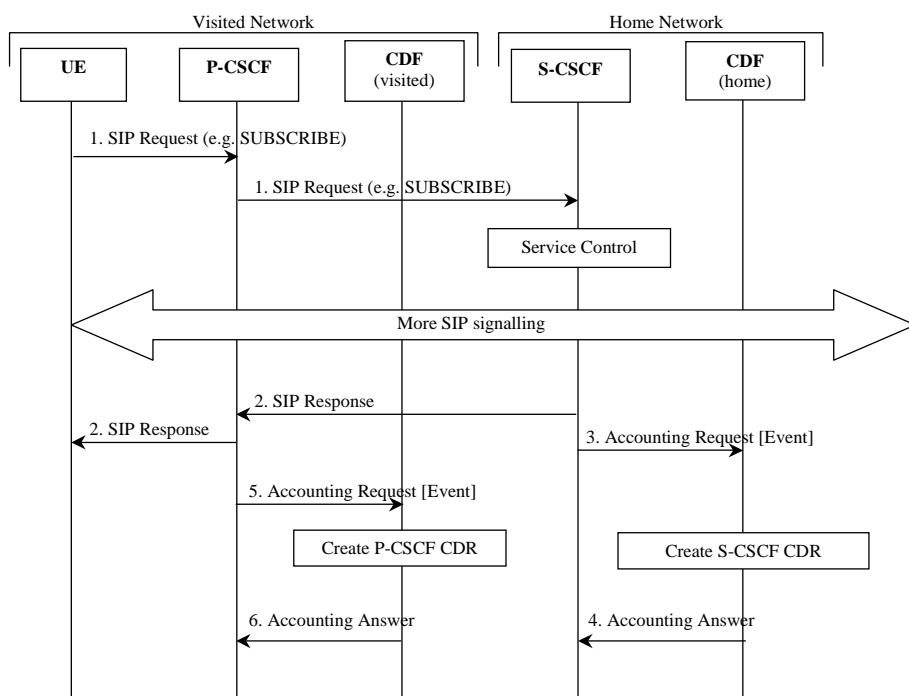 Visited Network
Home Network
UE
P-CSCF
CDF
(visited)
S-CSCF
CDF
(home)
1. SIP Request (e.g. SUBSCRIBE)
1. SIP Request (e.g. SUBSCRIBE)
Service Control
More SIP signalling
2. SIP Response
2. SIP Response
3. Accounting Request [Event]
5. Accounting Request [Event]
Create P-CSCF CDR
Create S-CSCF CDR
6. Accounting Answer
4. Accounting Answer